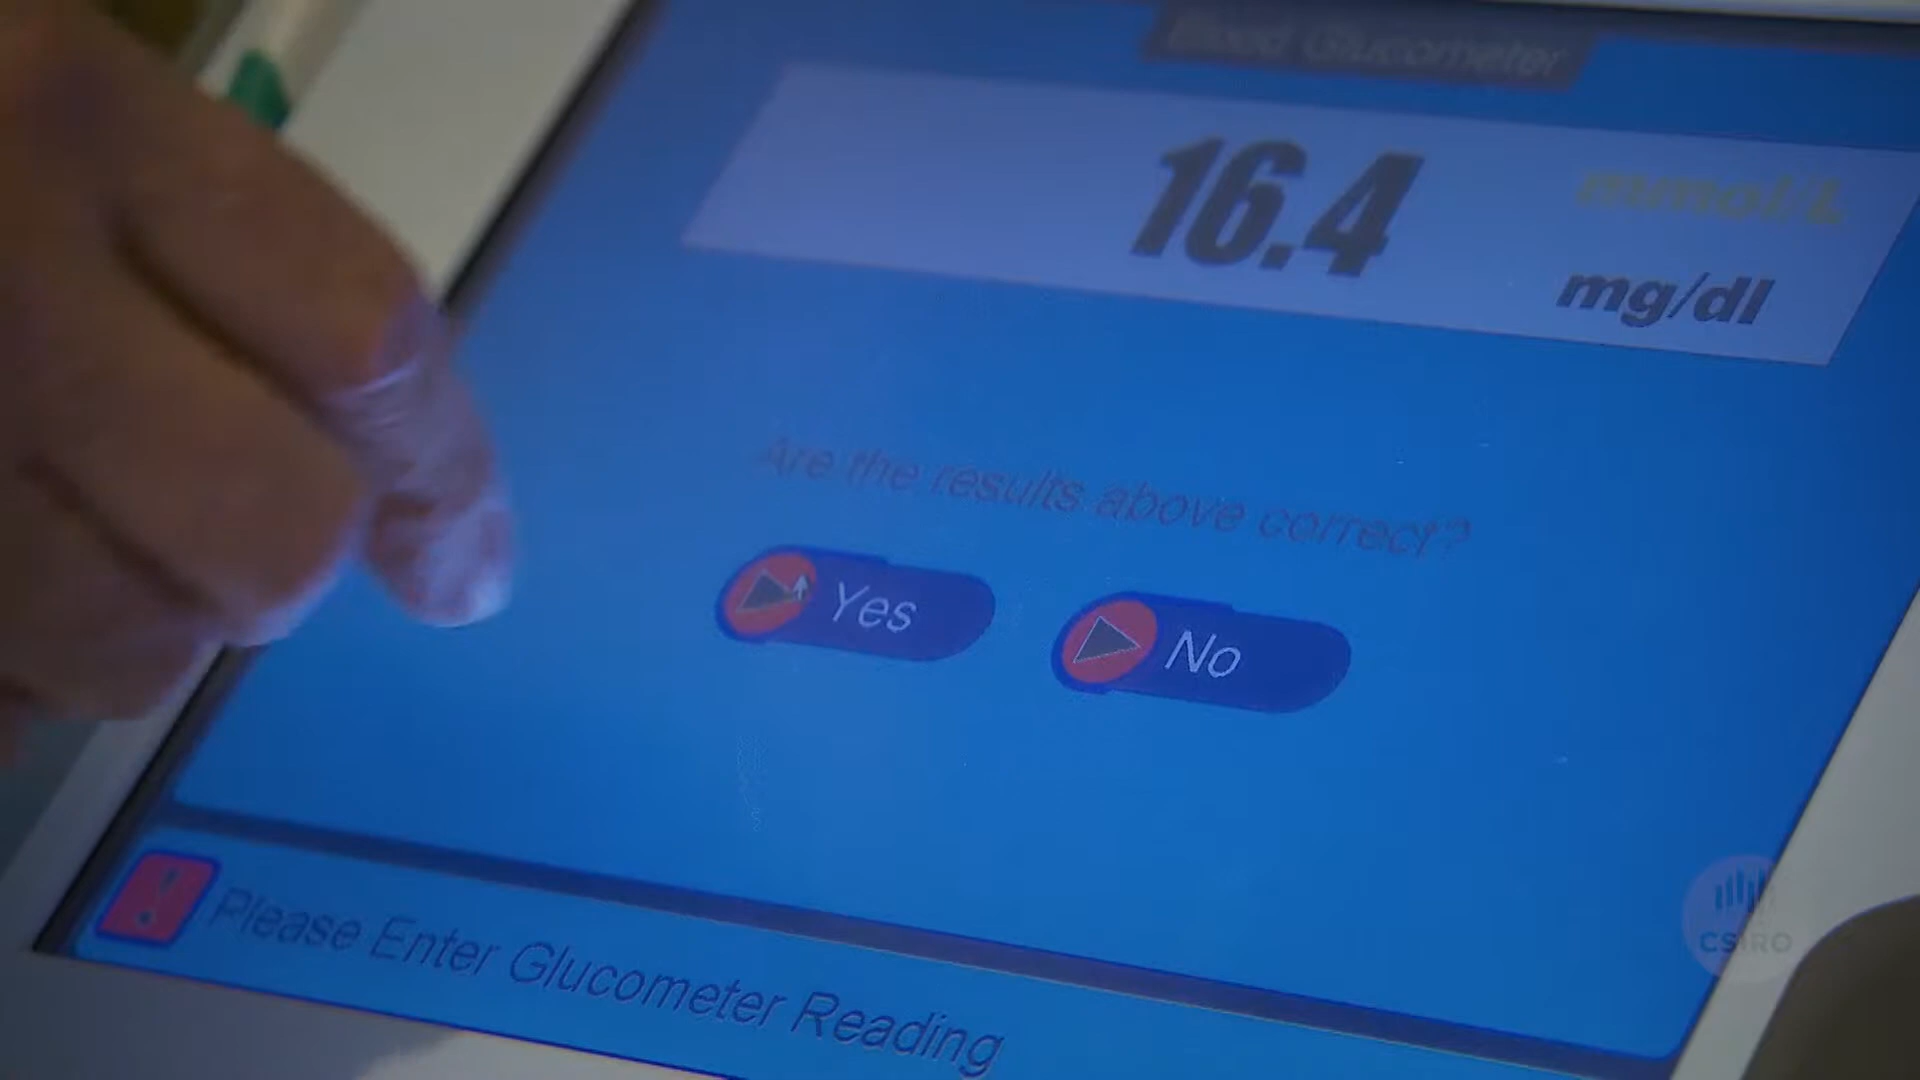 Blood Glucometer
16.4
mmol/L
mg/dl
Are the results above correct?
Yes
No
Please Enter Glucometer Reading
CSIRO